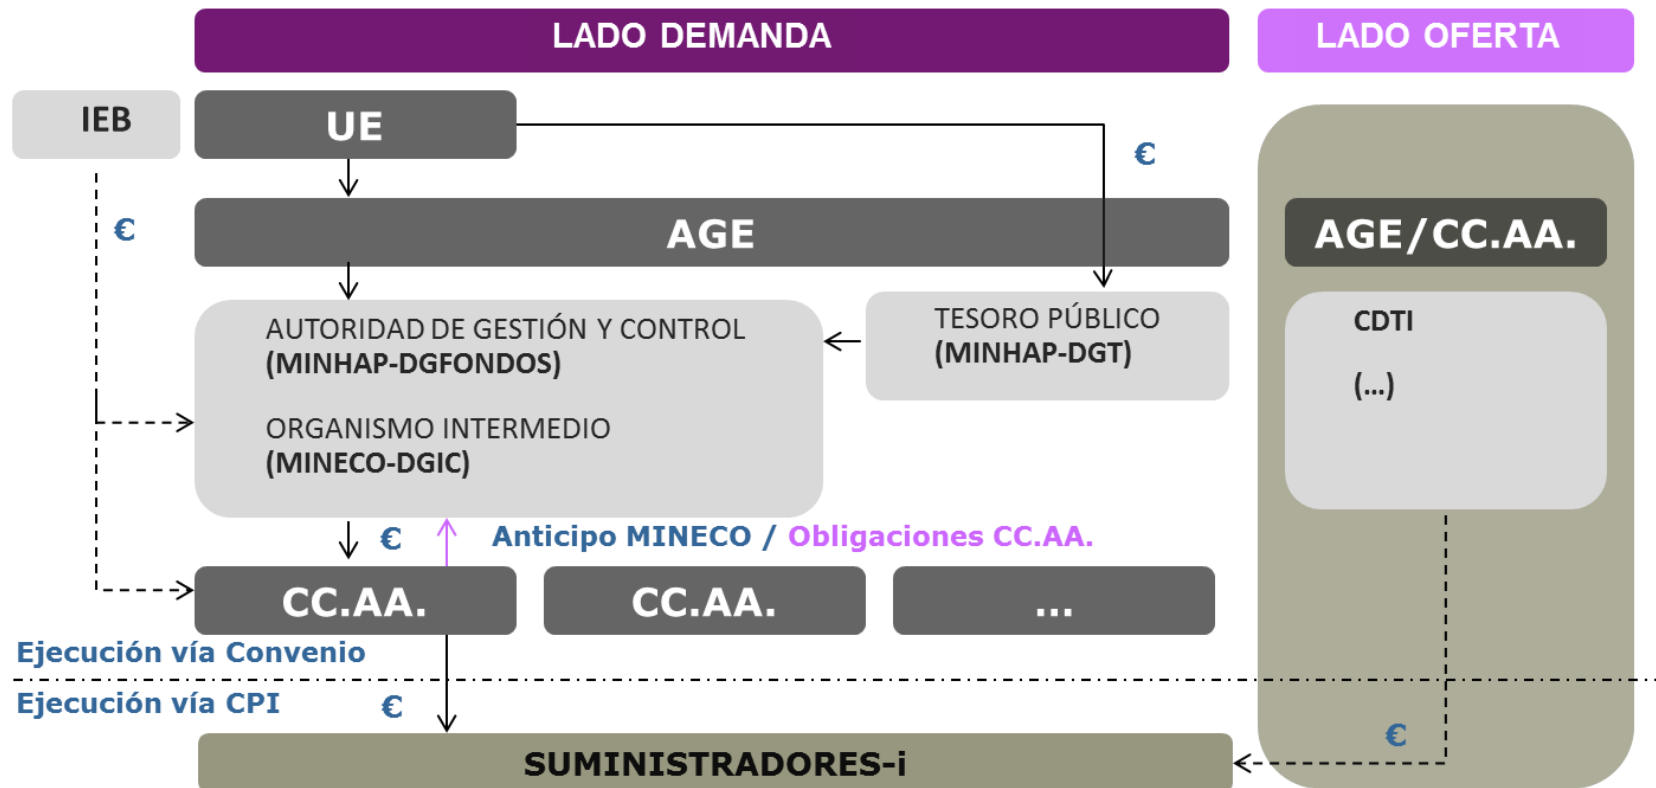 LADO DEMANDA
LADO OFERTA
IEB
UE
€
€
AGE
AGE/CC.AA.
AUTORIDAD DE GESTIÓN Y CONTROL
(MINHAP-DGFONDOS)
ORGANISMO INTERMEDIO
(MINECO-DGIC)
TESORO PÚBLICO
(MINHAP-DGT)
CDTI
(...)
€
Anticipo MINECO / Obligaciones CC.AA.
CC.AA.
CC.AA.
...
Ejecución vía Convenio
Ejecución vía CPI
€
€
SUMINISTRADORES-i